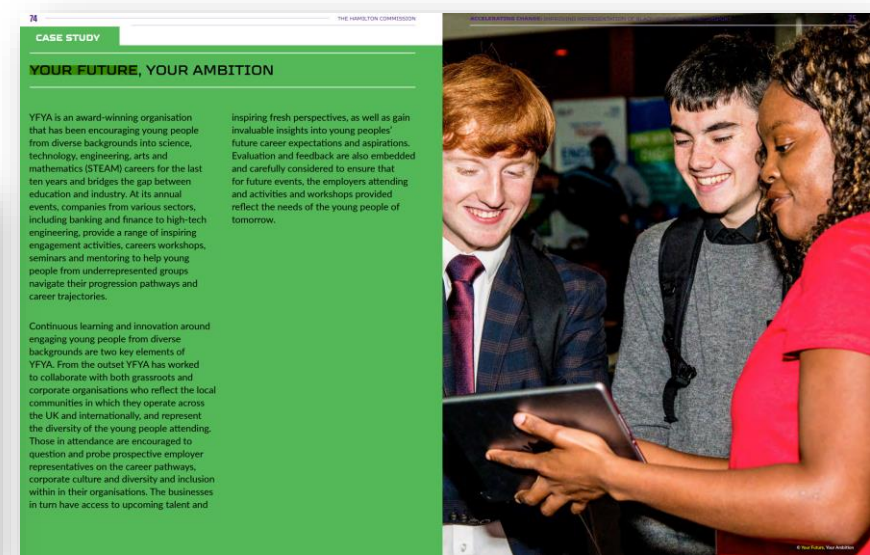 74
THE HAMILTON COMMISSION
CASE STUDY
YOUR FUTURE, YOUR AMBITION
YFYA is an award-winning organisation
that has been encouraging young people
from diverse backgrounds into science,
technology, engineering, arts and
mathematics (STEAM) careers for the last
ten years and bridges the gap between
education and industry. At its annual
events, companies from various sectors,
including banking and finance to high-tech
engineering, provide a range of inspiring
engagement activities, careers workshops,
seminars and mentoring to help young
people from underrepresented groups
navigate their progression pathways and
career trajectories.
Continuous learning and innovation around
engaging young people from diverse
backgrounds are two key elements of
YFYA. From the outset YFYA has worked
to collaborate with both grassroots and
corporate organisations who reflect the local
communities in which they operate across
the UK and internationally, and represent
the diversity of the young people attending.
Those in attendance are encouraged to
question and probe prospective employer
representatives on the career pathways,
corporate culture and diversity and inclusion
within in their organisations. The businesses
in turn have access to upcoming talent and
inspiring fresh perspectives, as well as gain
invaluable insights into young peoples'
future career expectations and aspirations.
Evaluation and feedback are also embedded
and carefully considered to ensure that
for future events, the employers attending
and activities and workshops provided
reflect the needs of the young people of
tomorrow.
ACCELERATING CHANGE: IMPROVING REPRESENTATION OF BLACK PEOPLE IN UK MOTORSPORT
75
© Your Future, Your Ambition